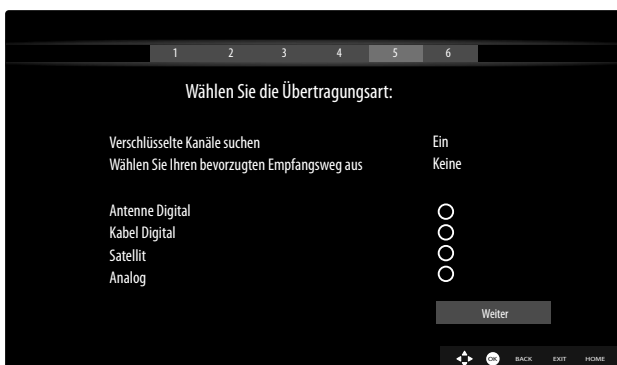 1 2 3 4 5 6
Wählen Sie die Übertragungsart:
Verschlüsselte Kanäle suchen Ein
Wählen Sie Ihren bevorzugten Empfangsweg aus Keine
Antenne Digital
Kabel Digital
Satellit
Analog
Weiter
OK BACK EXIT HOME